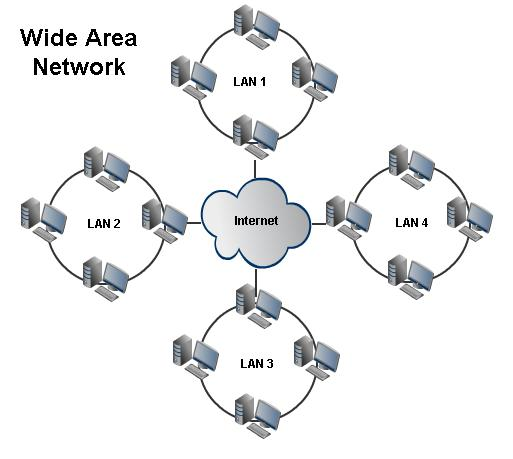 Wide Area
Network
LAN 1
LAN 2
Internet
LAN 4
LAN 3